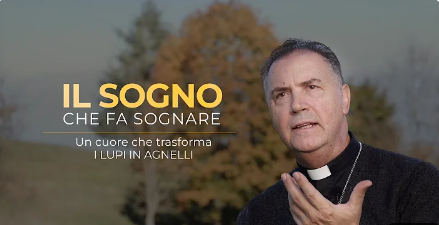 IL SOGNO
CHE FA SOGNARE
Un cuore che trasforma
I LUPI IN AGNELLI